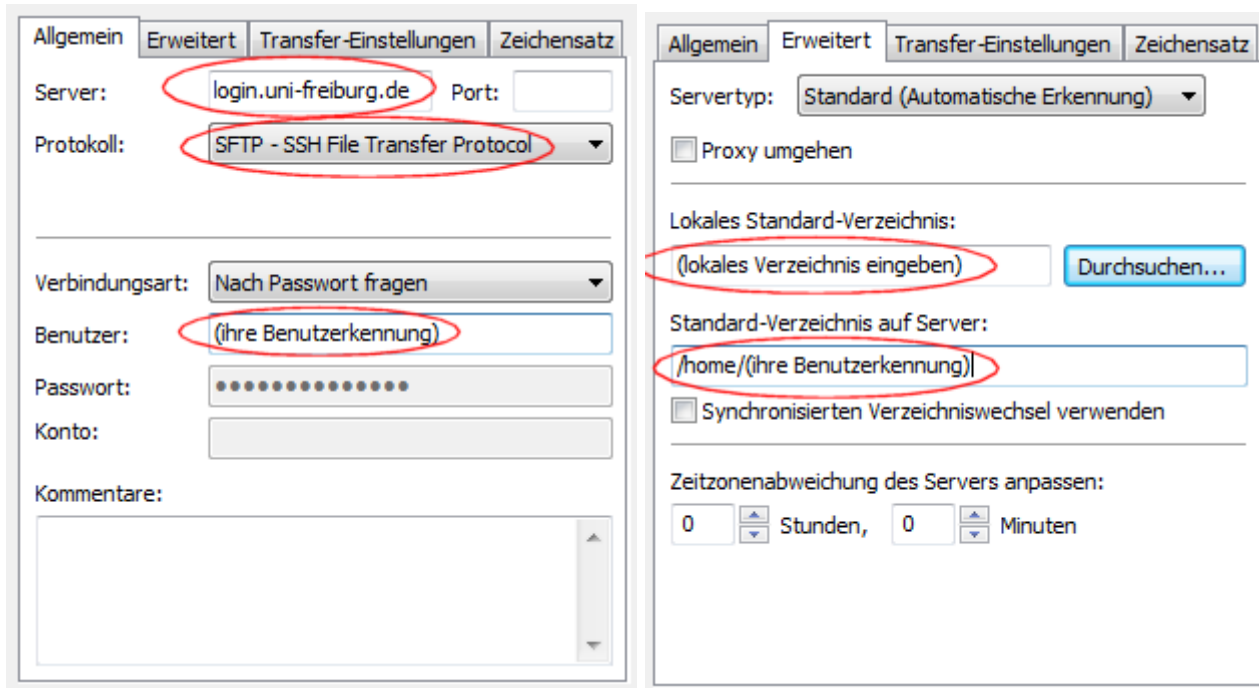 Allgemein Erweitert Transfer-Einstellungen Zeichensatz
Server: login.uni-freiburg.de Port:
Protokoll: SFTP - SSH File Transfer Protocol
Verbindungsart: Nach Passwort fragen
Benutzer: (ihre Benutzerkennung)
Passwort: ●●●●●●●●●●●●●●
Konto:
Kommentare:
Allgemein Erweitert Transfer-Einstellungen Zeichensatz
Servertyp: Standard (Automatische Erkennung)
Proxy umgehen
Lokales Standard-Verzeichnis:
(lokales Verzeichnis eingeben) Durchsuchen...
Standard-Verzeichnis auf Server:
/home/(ihre Benutzerkennung)
Synchronisierten Verzeichniswechsel verwenden
Zeitzonenabweichung des Servers anpassen:
0 Stunden, 0 Minuten